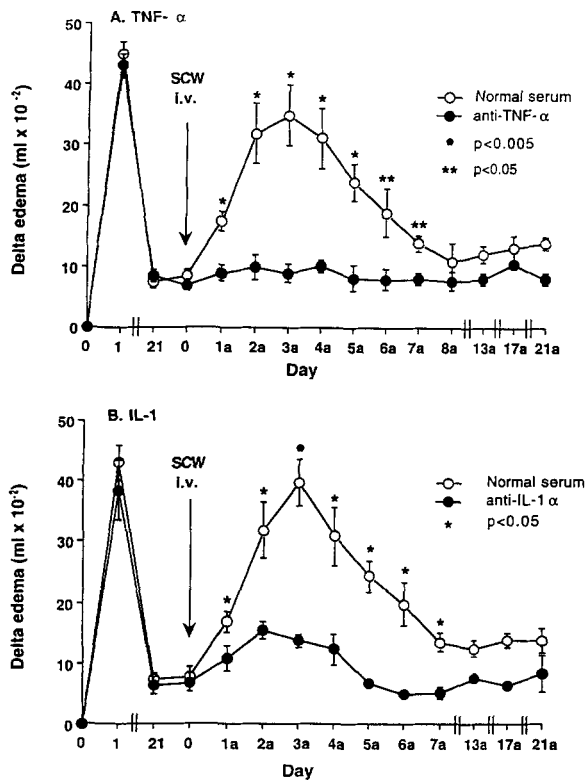 A. TNF- α
50
40
30
20
10
0
Delta edema (ml x 10-2)
SCW
i.v.
* * * * * ** **
Normal serum
anti-TNF- α
* p<0.005
** p<0.05
0 1 21 0 1a 2a 3a 4a 5a 6a 7a 8a 13a 17a 21a
Day
B. IL-1
50
40
30
20
10
0
Delta edema (ml x 10-2)
SCW
i.v.
* * * * * * *
Normal serum
anti-IL-1 α
* p<0.05
0 1 21 0 1a 2a 3a 4a 5a 6a 7a 13a 17a 21a
Day